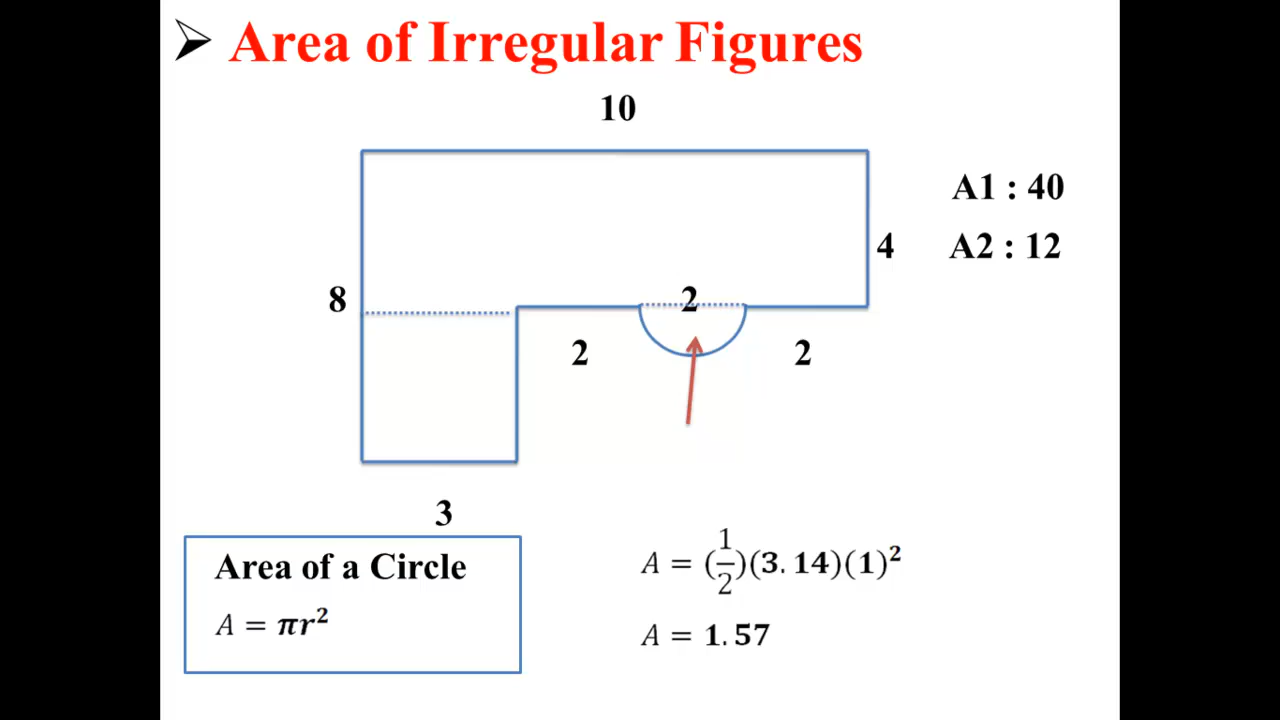 ➢ Area of Irregular Figures
10
A1 : 40
4
A2 : 12
8
2
2
2
3
Area of a Circle
A = πr²
A = (1/2)(3.14)(1)²
A = 1.57